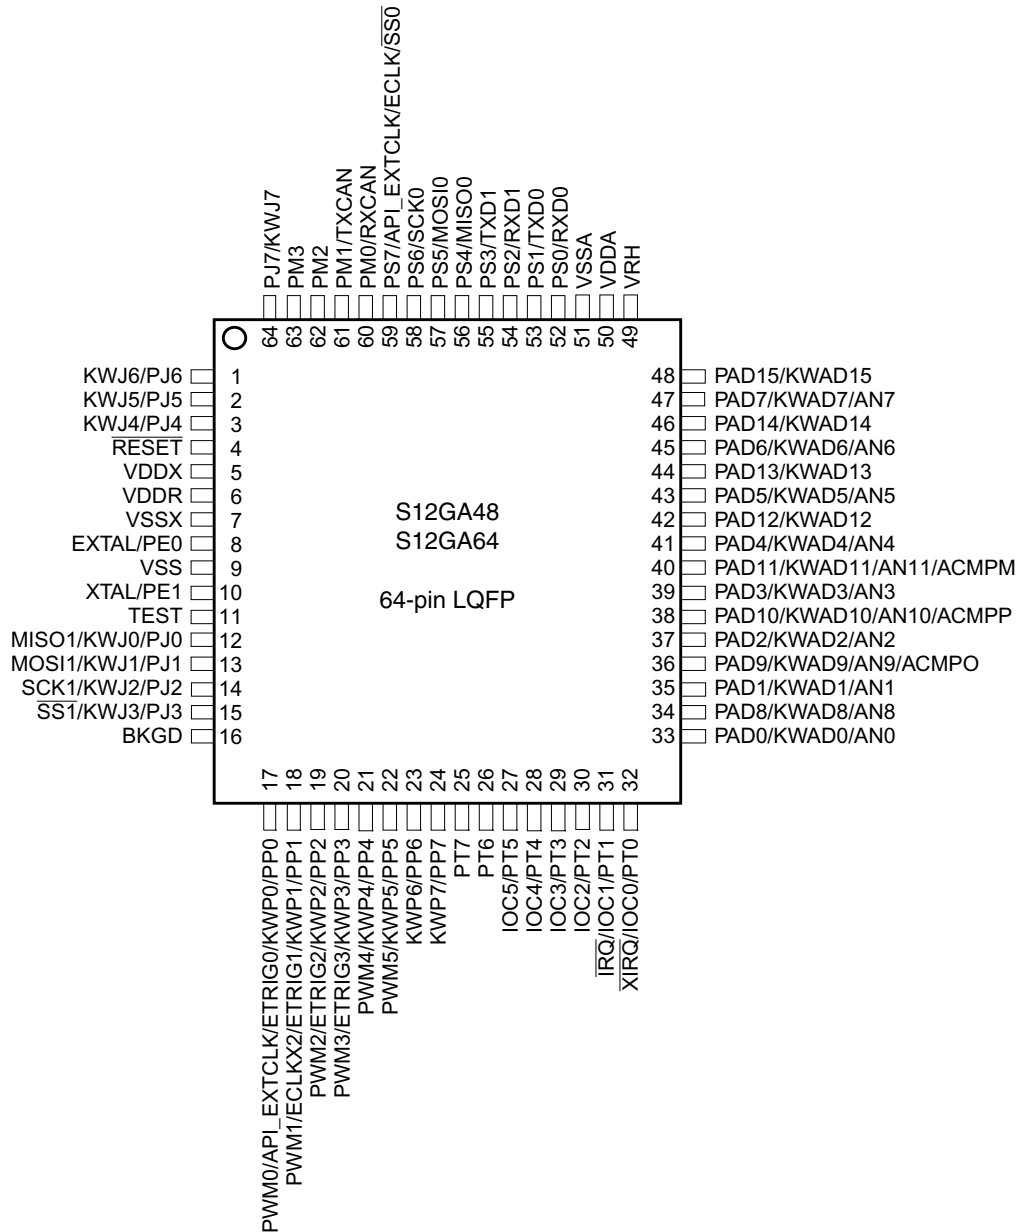 PJ7/KWJ7
PM3
PM2
PM1/TXCAN
PM0/RXCAN
PS7/API_EXTCLK/ECLK/S̅S̅0̅
PS6/SCK0
PS5/MOSI0
PS4/MISO0
PS3/TXD1
PS2/RXD1
PS1/TXD0
PS0/RXD0
VSSA
VDDA
VRH
64
63
62
61
60
59
58
57
56
55
54
53
52
51
50
49
KWJ6/PJ6 1
KWJ5/PJ5 2
KWJ4/PJ4 3
R̅E̅S̅E̅T̅ 4
VDDX 5
VDDR 6
VSSX 7
EXTAL/PE0 8
VSS 9
XTAL/PE1 10
TEST 11
MISO1/KWJ0/PJ0 12
MOSI1/KWJ1/PJ1 13
SCK1/KWJ2/PJ2 14
S̅S̅1̅/KWJ3/PJ3 15
BKGD 16
S12GA48
S12GA64
64-pin LQFP
48 PAD15/KWAD15
47 PAD7/KWAD7/AN7
46 PAD14/KWAD14
45 PAD6/KWAD6/AN6
44 PAD13/KWAD13
43 PAD5/KWAD5/AN5
42 PAD12/KWAD12
41 PAD4/KWAD4/AN4
40 PAD11/KWAD11/AN11/ACMPM
39 PAD3/KWAD3/AN3
38 PAD10/KWAD10/AN10/ACMPP
37 PAD2/KWAD2/AN2
36 PAD9/KWAD9/AN9/ACMPO
35 PAD1/KWAD1/AN1
34 PAD8/KWAD8/AN8
33 PAD0/KWAD0/AN0
17
18
19
20
21
22
23
24
25
26
27
28
29
30
31
32
PWM0/API_EXTCLK/ETRIG0/KWP0/PP0
PWM1/ECLKX2/ETRIG1/KWP1/PP1
PWM2/ETRIG2/KWP2/PP2
PWM3/ETRIG3/KWP3/PP3
PWM4/KWP4/PP4
PWM5/KWP5/PP5
KWP6/PP6
KWP7/PP7
PT7
PT6
IOC5/PT5
IOC4/PT4
IOC3/PT3
IOC2/PT2
I̅R̅Q̅/IOC1/PT1
X̅I̅R̅Q̅/IOC0/PT0